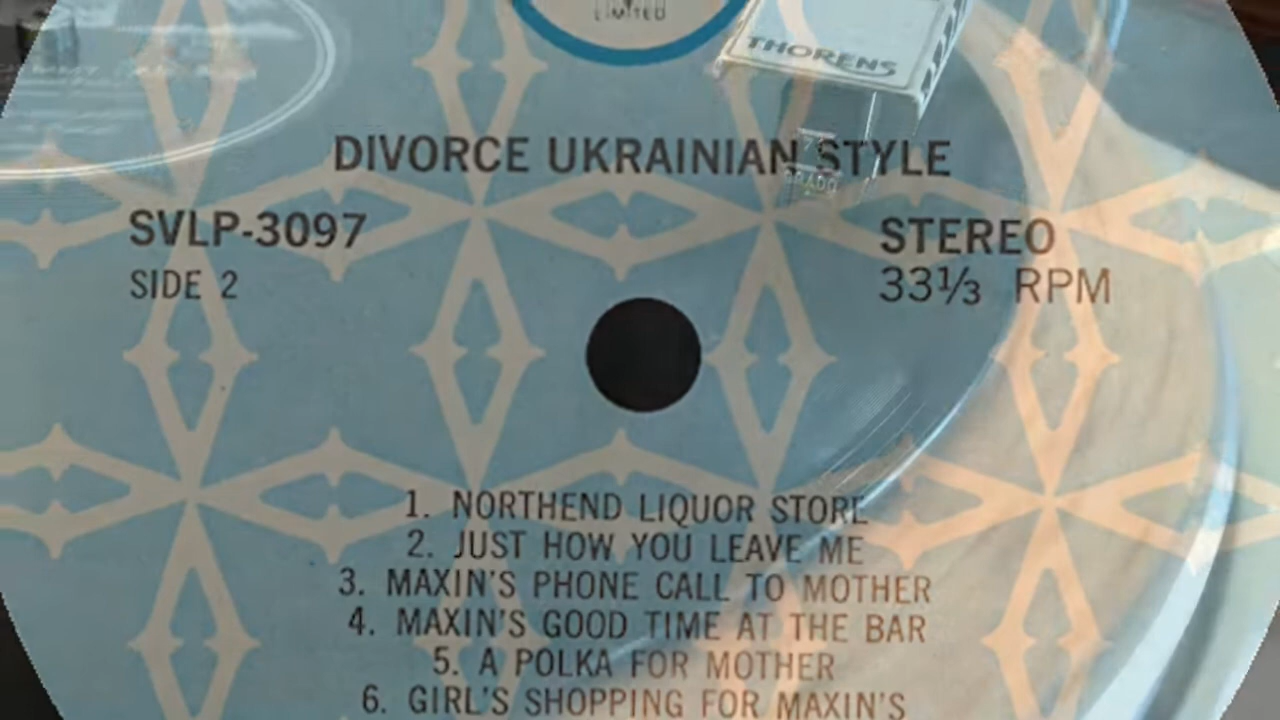 LIMITED
THORENS
DIVORCE UKRAINIAN STYLE
SVLP-3097
STEREO
SIDE 2
33⅓ RPM
1. NORTHEND LIQUOR STORE
2. JUST HOW YOU LEAVE ME
3. MAXIN'S PHONE CALL TO MOTHER
4. MAXIN'S GOOD TIME AT THE BAR
5. A POLKA FOR MOTHER
6. GIRL'S SHOPPING FOR MAXIN'S